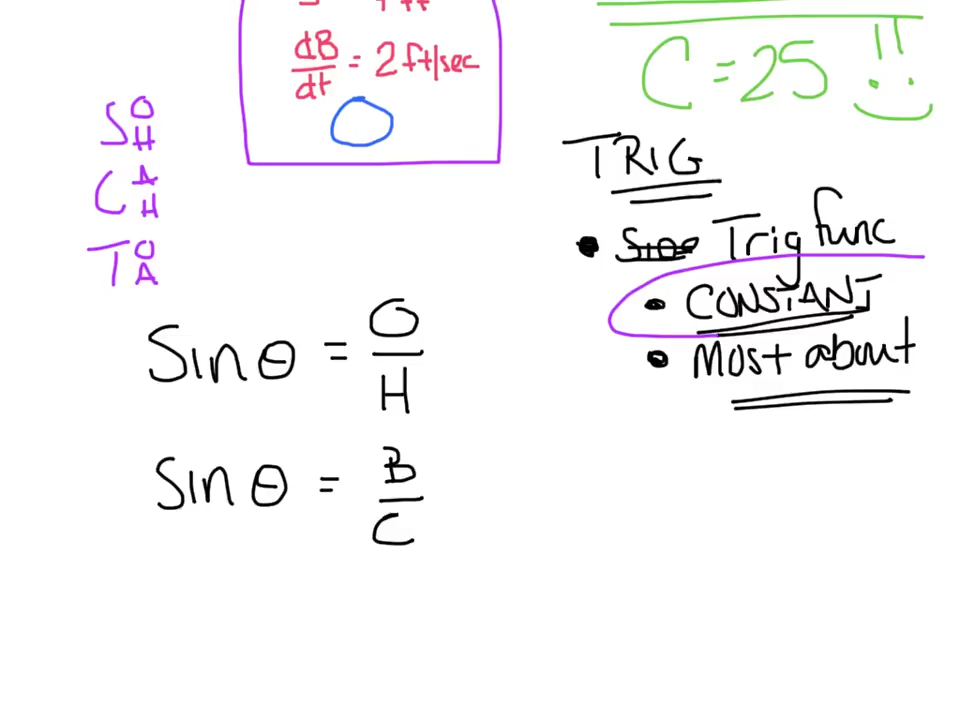 dB/dt = 2 ft/sec
C = 25 !!
S O/H
C A/H
T O/A
TRIG
Trig func
CONSTANT
MOST about
Sin θ = O/H
Sin θ = B/C